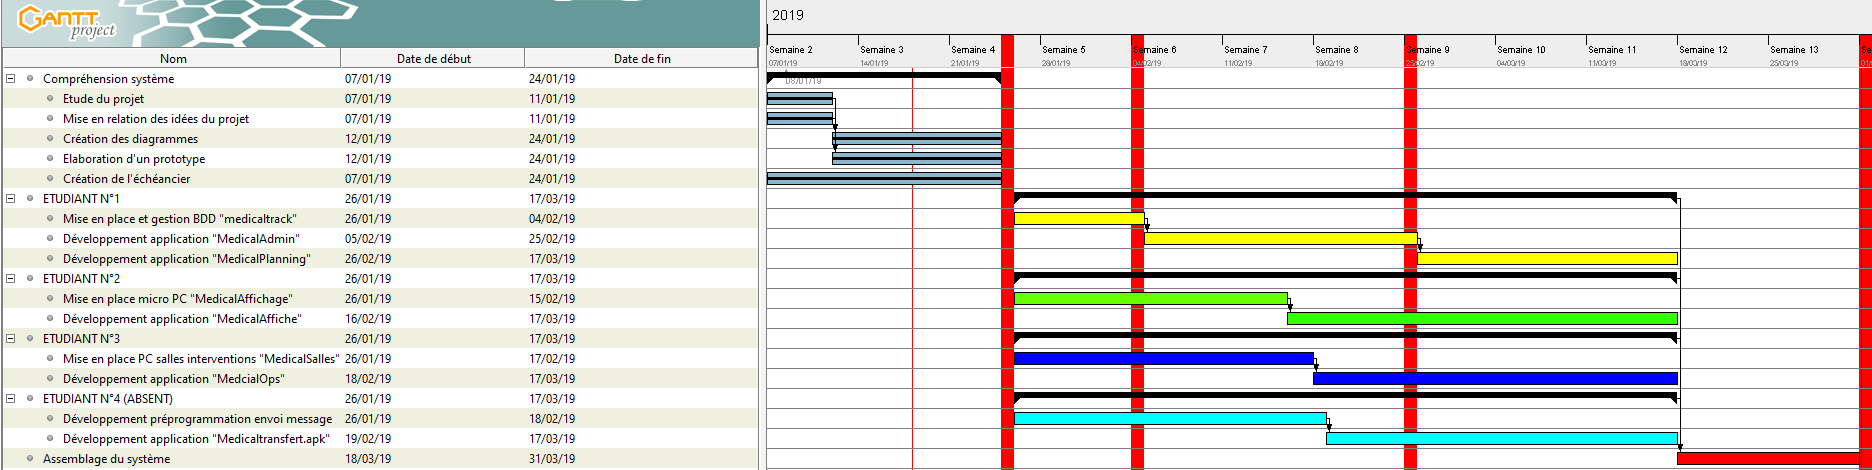 GANTT
project
2019
Nom Date de début Date de fin
Semaine 2 Semaine 3 Semaine 4 Semaine 5 Semaine 6 Semaine 7 Semaine 8 Semaine 9 Semaine 10 Semaine 11 Semaine 12 Semaine 13
07/01/19 14/01/19 21/01/19 28/01/19 04/02/19 11/02/19 18/02/19 25/02/19 04/03/19 11/03/19 18/03/19 25/03/19
08/01/19
Compréhension système 07/01/19 24/01/19
Etude du projet 07/01/19 11/01/19
Mise en relation des idées du projet 07/01/19 11/01/19
Création des diagrammes 12/01/19 24/01/19
Elaboration d'un prototype 12/01/19 24/01/19
Création de l'échéancier 07/01/19 24/01/19
ETUDIANT N°1 26/01/19 17/03/19
Mise en place et gestion BDD "medicaltrack" 26/01/19 04/02/19
Développement application "MedicalAdmin" 05/02/19 25/02/19
Développement application "MedicalPlanning" 26/02/19 17/03/19
ETUDIANT N°2 26/01/19 17/03/19
Mise en place micro PC "MedicalAffichage" 26/01/19 15/02/19
Développement application "MedicalAffiche" 16/02/19 17/03/19
ETUDIANT N°3 26/01/19 17/03/19
Mise en place PC salles interventions "MedicalSalles" 26/01/19 17/02/19
Développement application "MedcialOps" 18/02/19 17/03/19
ETUDIANT N°4 (ABSENT) 26/01/19 17/03/19
Développement préprogrammation envoi message 26/01/19 18/02/19
Développement application "Medicaltransfert.apk" 19/02/19 17/03/19
Assemblage du système 18/03/19 31/03/19